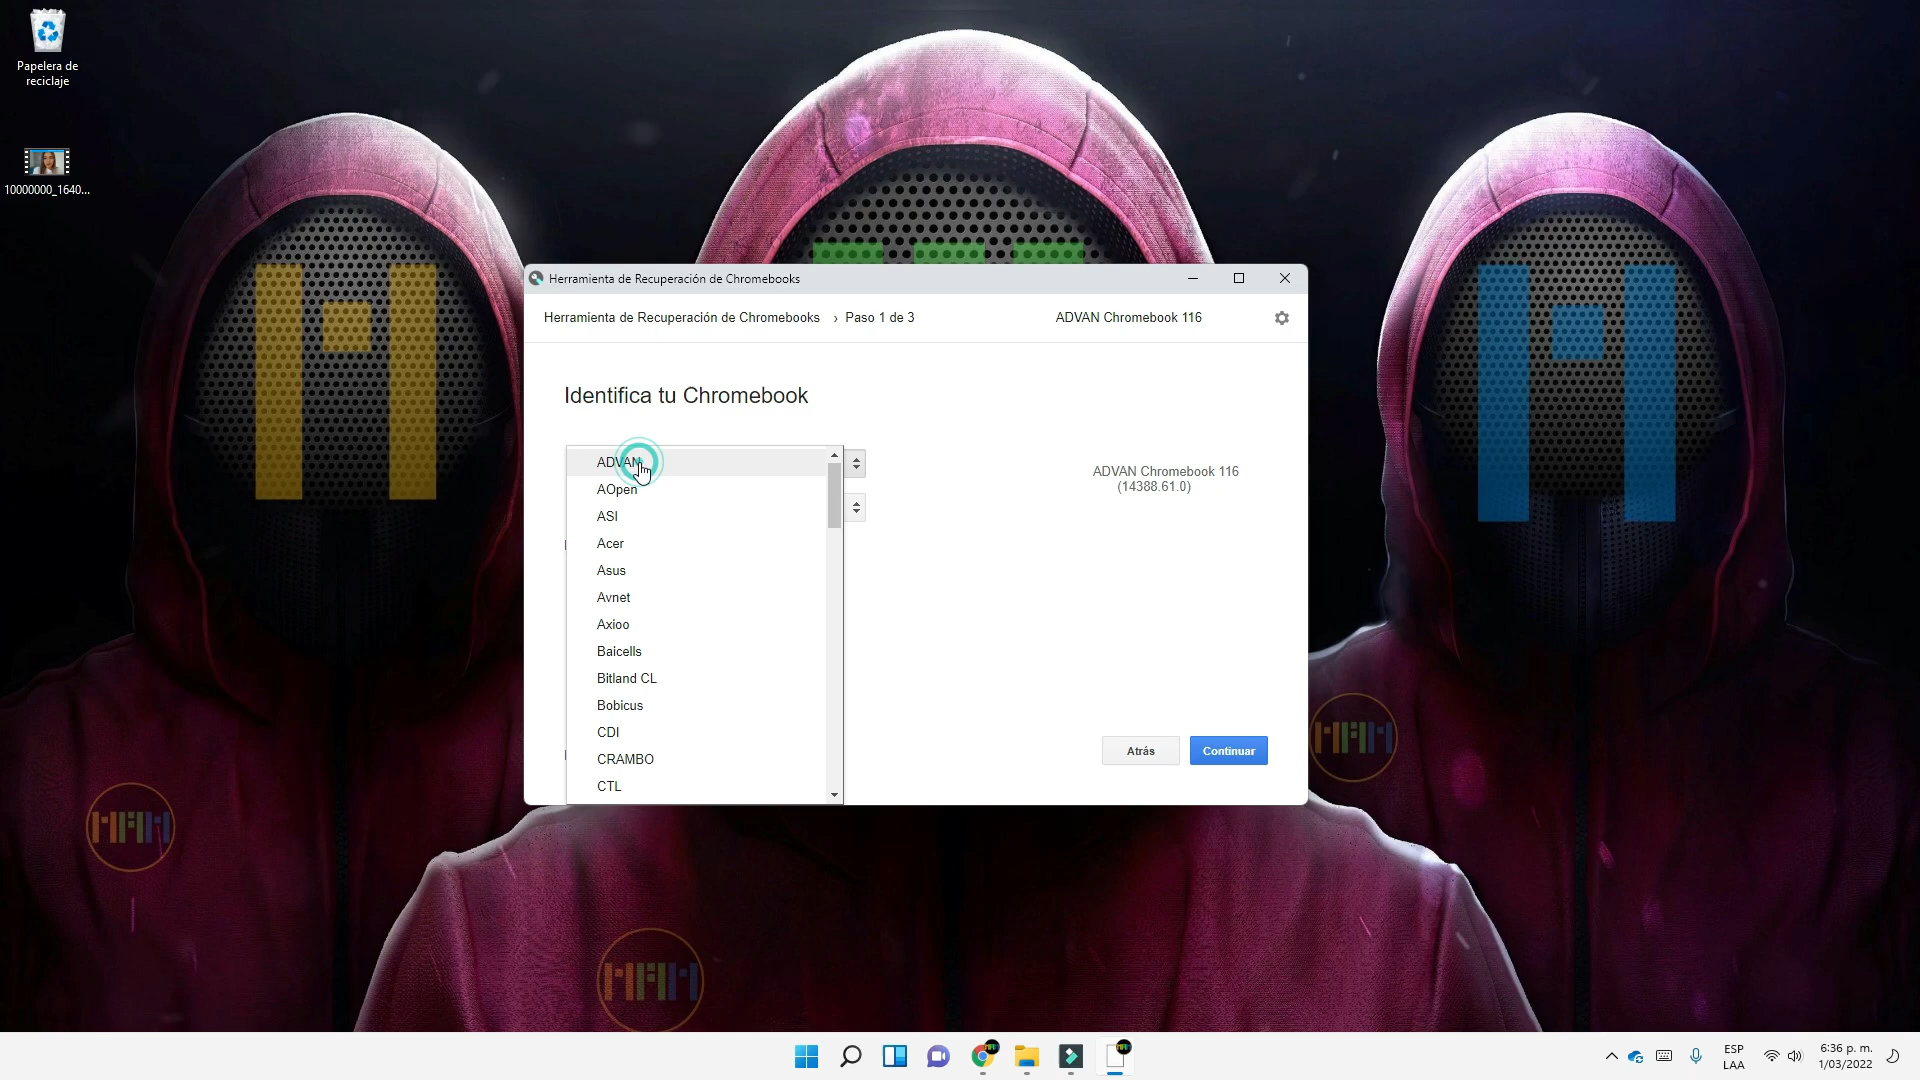 Papelera de
reciclaje
10000000_1640...
Herramienta de Recuperación de Chromebooks
Herramienta de Recuperación de Chromebooks › Paso 1 de 3
ADVAN Chromebook 116
Identifica tu Chromebook
ADVAN
AOpen
ASI
Acer
Asus
Avnet
Axioo
Baicells
Bitland CL
Bobicus
CDI
CRAMBO
CTL
ADVAN Chromebook 116
(14388.61.0)
Atrás
Continuar
ESP
LAA
6:36 p. m.
1/03/2022